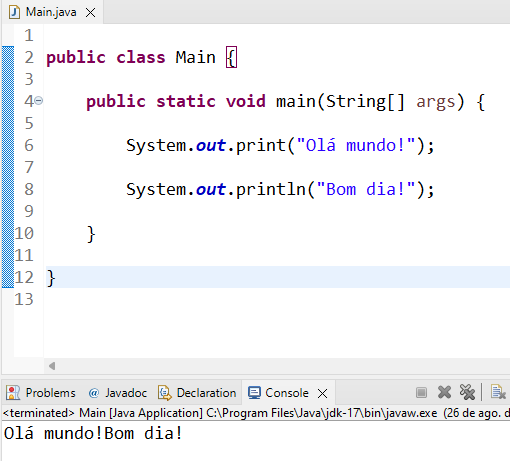 Main.java
1
2 public class Main {
3
4 public static void main(String[] args) {
5
6 System.out.print("Olá mundo!");
7
8 System.out.println("Bom dia!");
9
10 }
11
12 }
13
Problems @ Javadoc Declaration Console
<terminated> Main [Java Application] C:\Program Files\Java\jdk-17\bin\javaw.exe (26 de ago. d
Olá mundo!Bom dia!